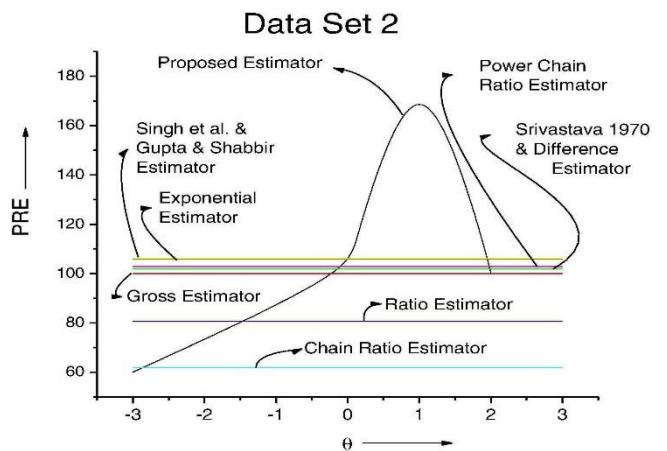 Data Set 2
Proposed Estimator
Power Chain
Ratio Estimator
Singh et al. &
Gupta & Shabbir
Estimator
Srivastava 1970
& Difference
Estimator
Exponential
Estimator
Gross Estimator
Ratio Estimator
Chain Ratio Estimator
PRE
180
160
140
120
100
80
60
-3 -2 -1 0 1 2 3
θ